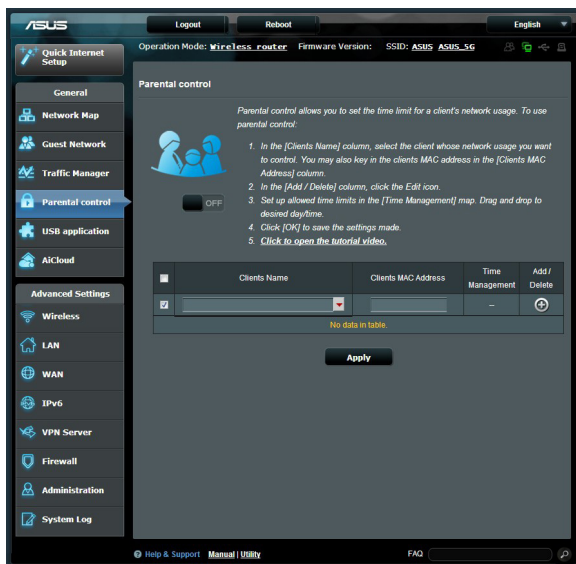 ASUS
Logout
Reboot
English
Quick Internet
Setup
Operation Mode: Wireless router Firmware Version: SSID: ASUS ASUS_5G
General
Network Map
Guest Network
Traffic Manager
Parental control
USB application
AiCloud
Advanced Settings
Wireless
LAN
WAN
IPv6
VPN Server
Firewall
Administration
System Log
Parental control
Parental control allows you to set the time limit for a client's network usage. To use
parental control:
1. In the [Clients Name] column, select the client whose network usage you want
to control. You may also key in the clients MAC address in the [Clients MAC
Address] column.
2. In the [Add / Delete] column, click the Edit icon.
3. Set up allowed time limits in the [Time Management] map. Drag and drop to
desired day/time.
4. Click [OK] to save the settings made.
5. Click to open the tutorial video.
OFF
Clients Name
Clients MAC Address
Time
Management
Add /
Delete
–
No data in table.
Apply
Help & Support Manual | Utility
FAQ